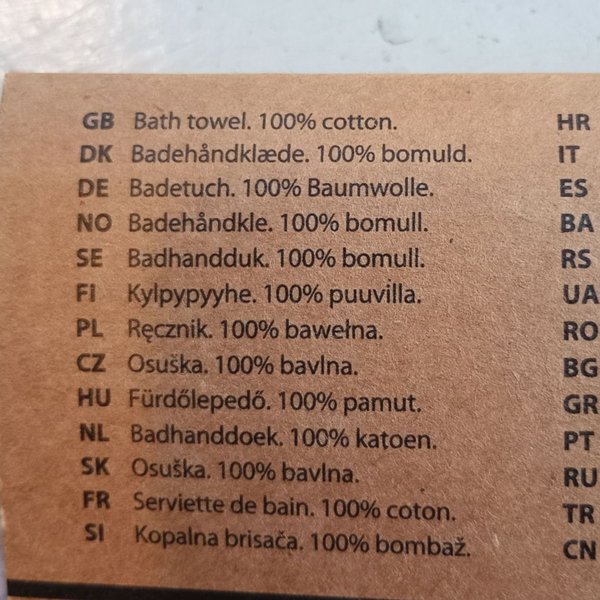 GB Bath towel. 100% cotton.
DK Badehåndklæde. 100% bomuld.
DE Badetuch. 100% Baumwolle.
NO Badehåndkle. 100% bomull.
SE Badhandduk. 100% bomull.
FI Kylpypyyhe. 100% puuvilla.
PL Ręcznik. 100% bawełna.
CZ Osuška. 100% bavlna.
HU Fürdőlepedő. 100% pamut.
NL Badhanddoek. 100% katoen.
SK Osuška. 100% bavlna.
FR Serviette de bain. 100% coton.
SI Kopalna brisača. 100% bombaž.
HR
IT
ES
BA
RS
UA
RO
BG
GR
PT
RU
TR
CN